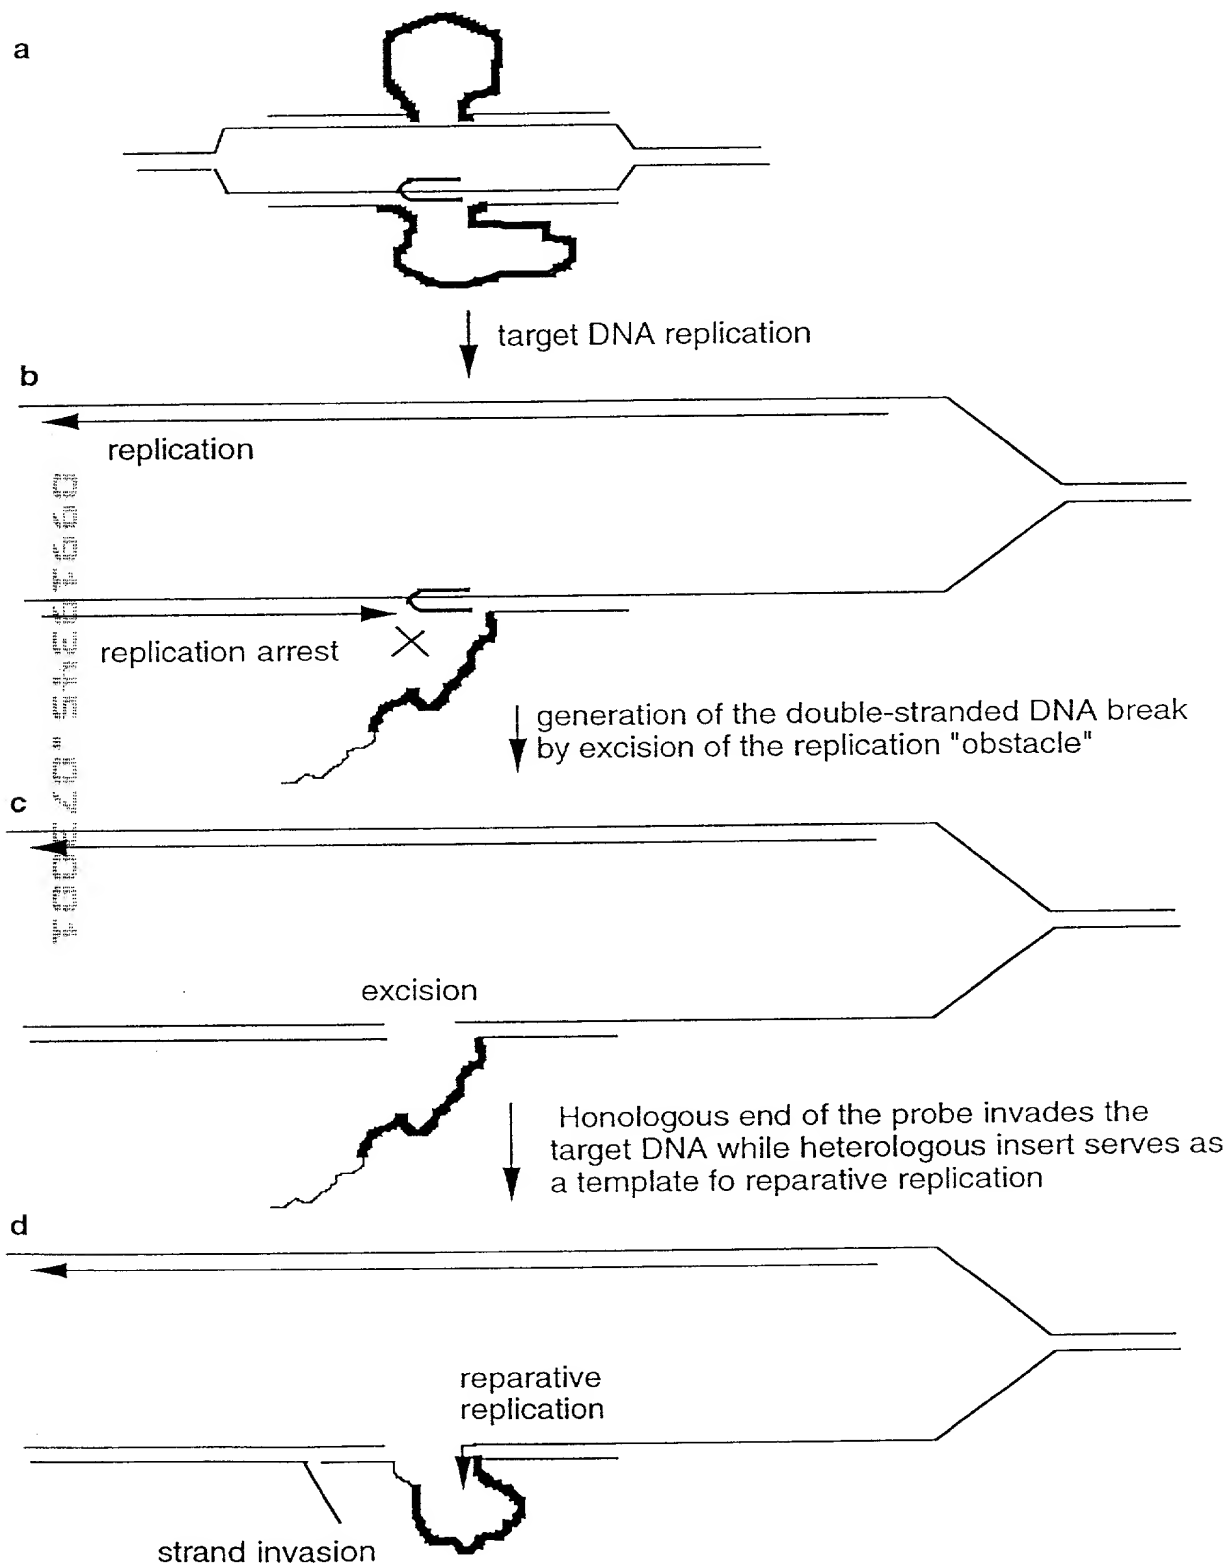 a
target DNA replication
b
replication
replication arrest
generation of the double-stranded DNA break
by excision of the replication "obstacle"
c
excision
Honologous end of the probe invades the
target DNA while heterologous insert serves as
a template fo reparative replication
d
reparative
replication
strand invasion